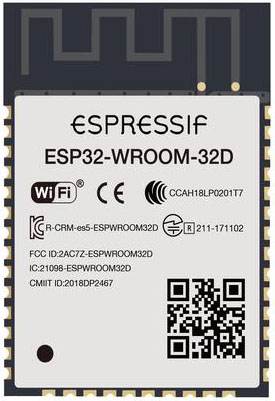 ESPRESSIF
ESP32-WROOM-32D
WiFi® CE CCAH18LP0201T7
R-CRM-es5-ESPWROOM32D R 211-171102
FCC ID:2AC7Z-ESPWROOM32D
IC:21098-ESPWROOM32D
CMIIT ID:2018DP2467